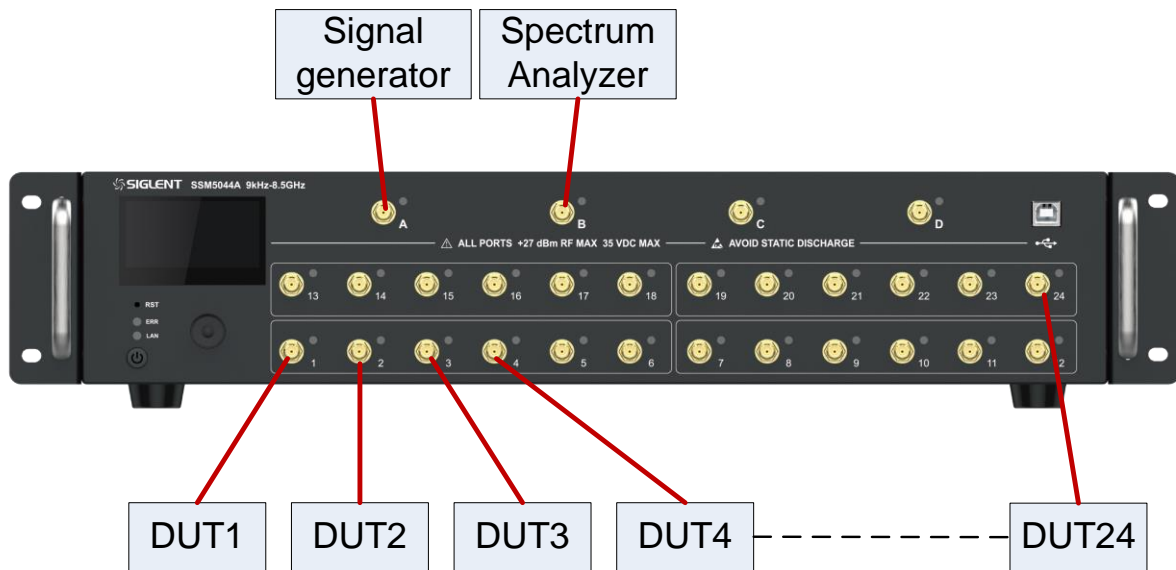 Signal
generator
Spectrum
Analyzer
SIGLENT SSM5044A 9kHz-8.5GHz
A
B
C
D
ALL PORTS +27 dBm RF MAX 35 VDC MAX
AVOID STATIC DISCHARGE
13 14 15 16 17 18 19 20 21 22 23 24
RST
ERR
LAN
1 2 3 4 5 6 7 8 9 10 11 2
DUT1 DUT2 DUT3 DUT4 DUT24